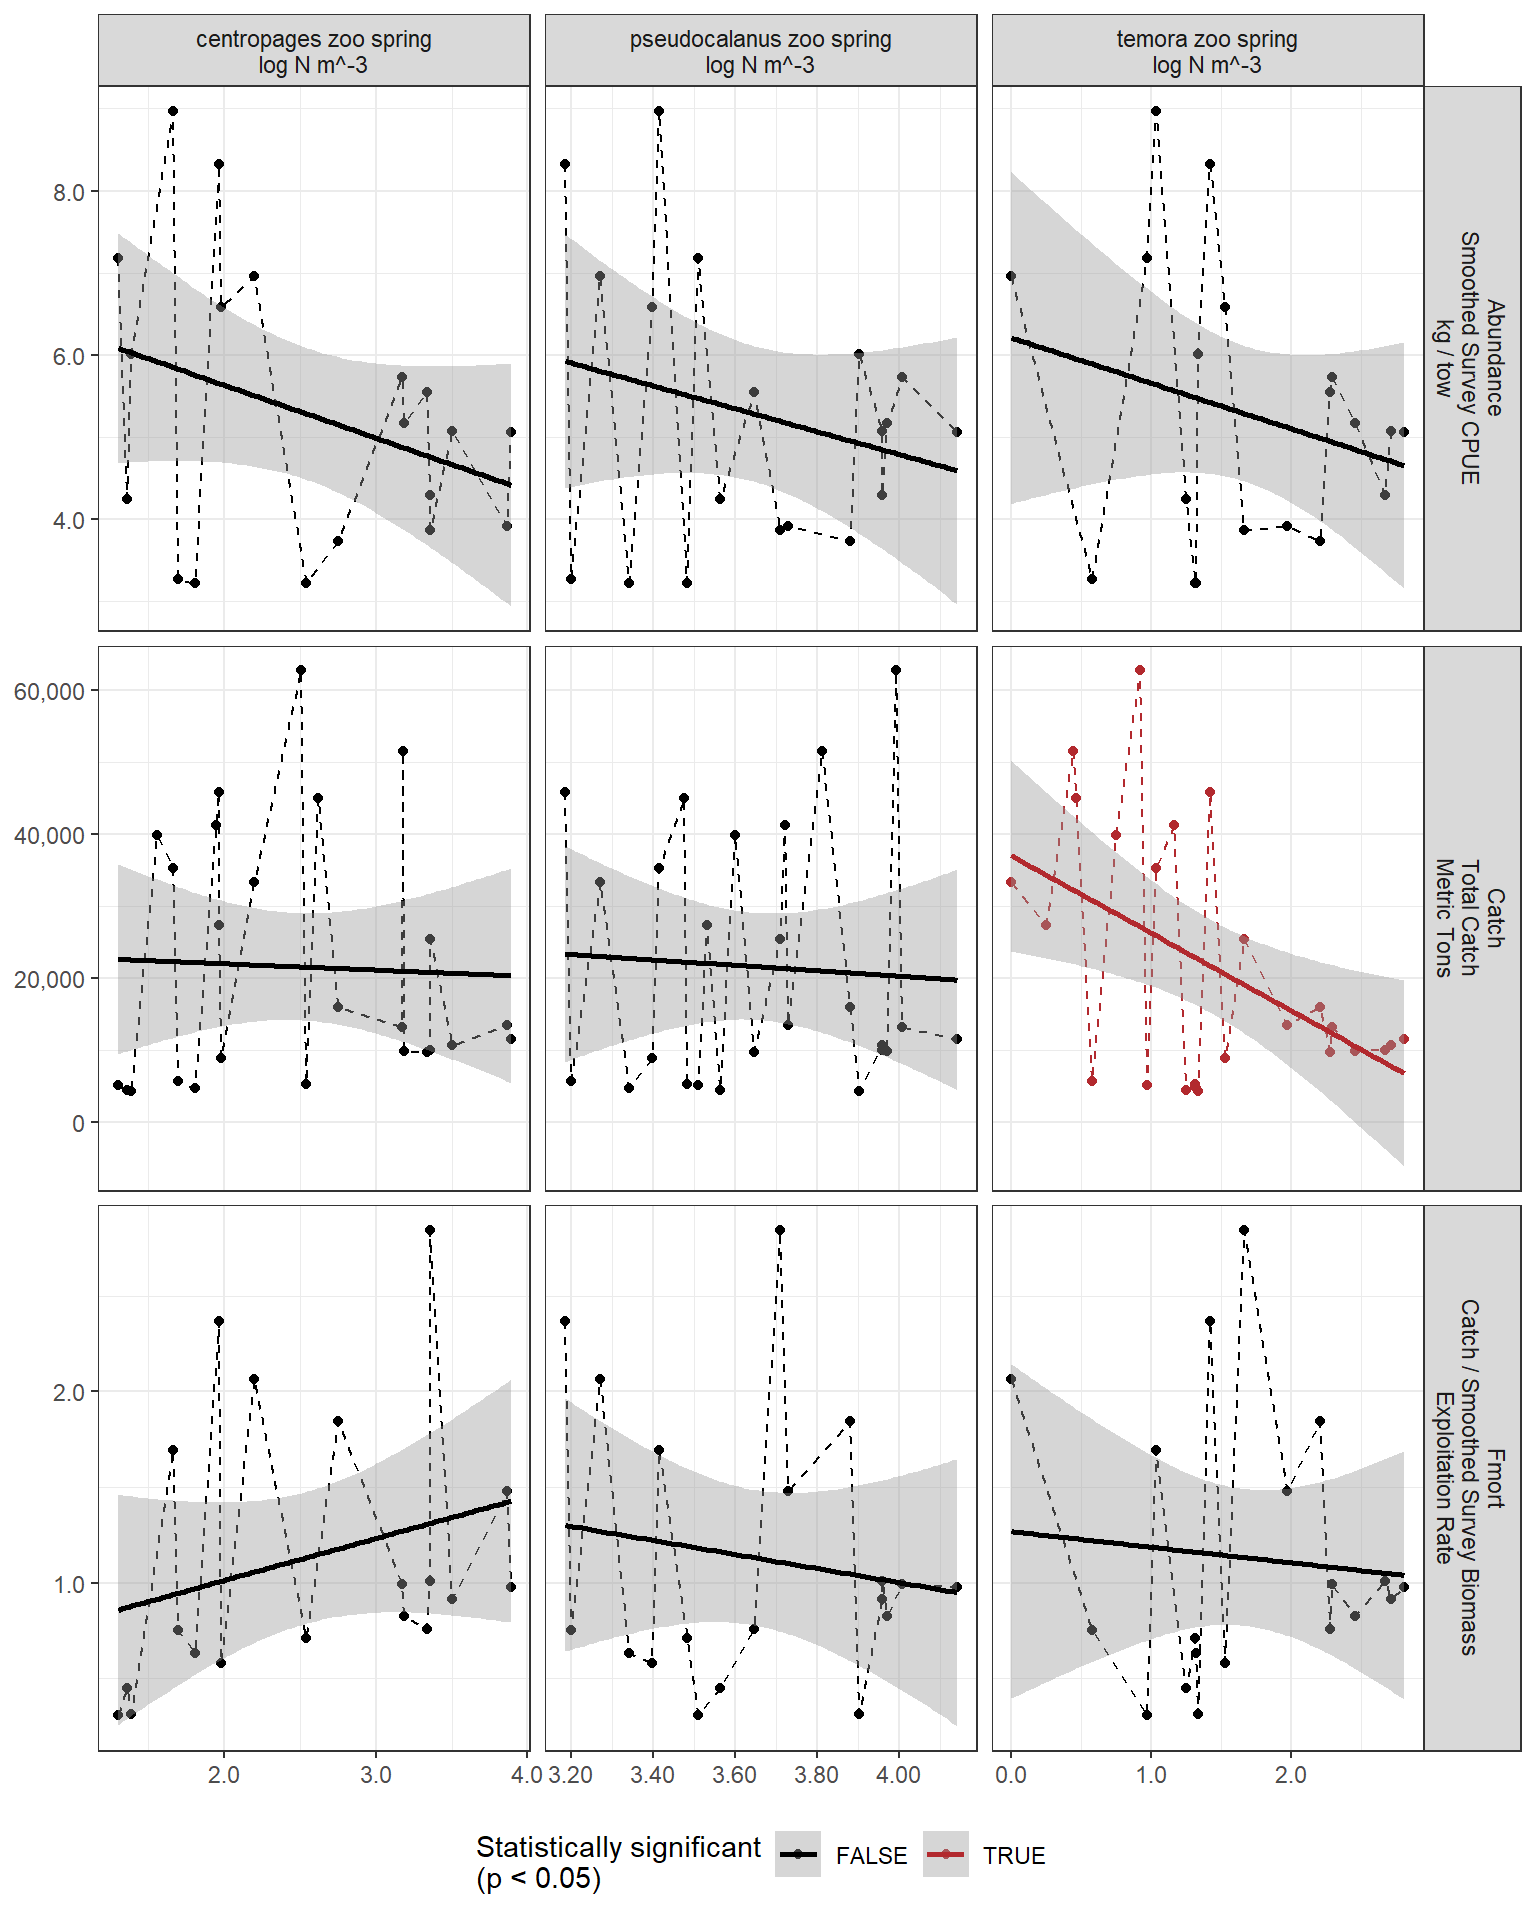 centropages zoo spring
log N m^-3
pseudocalanus zoo spring
log N m^-3
temora zoo spring
log N m^-3
8.0
6.0
4.0
Abundance
Smoothed Survey CPUE
kg / tow
60,000
40,000
20,000
0
Catch
Total Catch
Metric Tons
2.0
1.0
Fmort
Catch / Smoothed Survey Biomass
Exploitation Rate
2.0 3.0 4.0
3.20 3.40 3.60 4.00
0.0 1.0 2.0
Statistically significant
(p < 0.05)
FALSE
TRUE